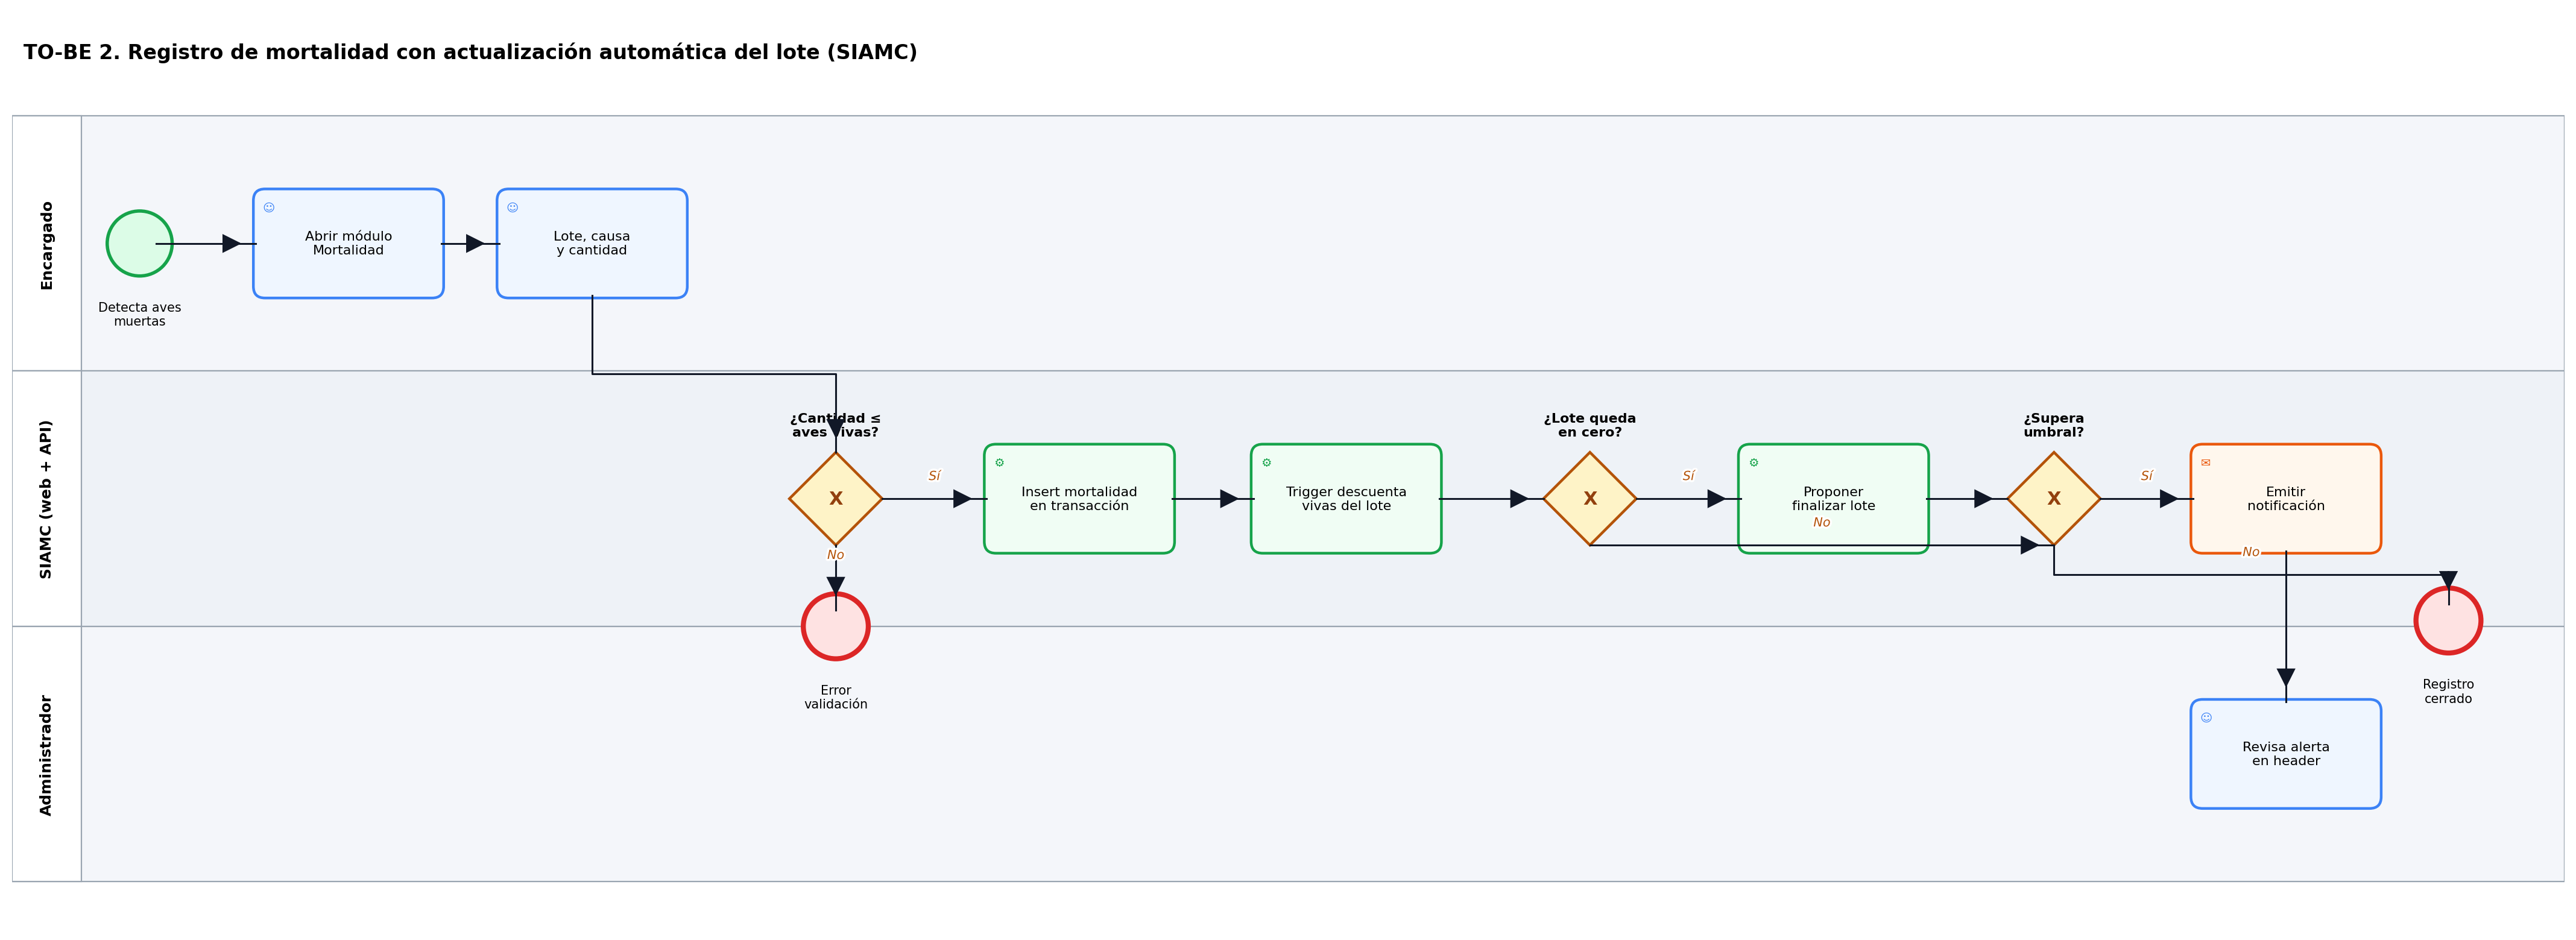 TO-BE 2. Registro de mortalidad con actualización automática del lote (SIAMC)
Encargado
Detecta aves
muertas
Abrir módulo
Mortalidad
Lote, causa
y cantidad
SIAMC (web + API)
¿Cantidad ≤
aves vivas?
X
No
Error
validación
Sí
Insert mortalidad
en transacción
Trigger descuenta
vivas del lote
¿Lote queda
en cero?
X
Sí
Proponer
finalizar lote
No
¿Supera
umbral?
X
Sí
Emitir
notificación
No
Registro
cerrado
Administrador
Revisa alerta
en header